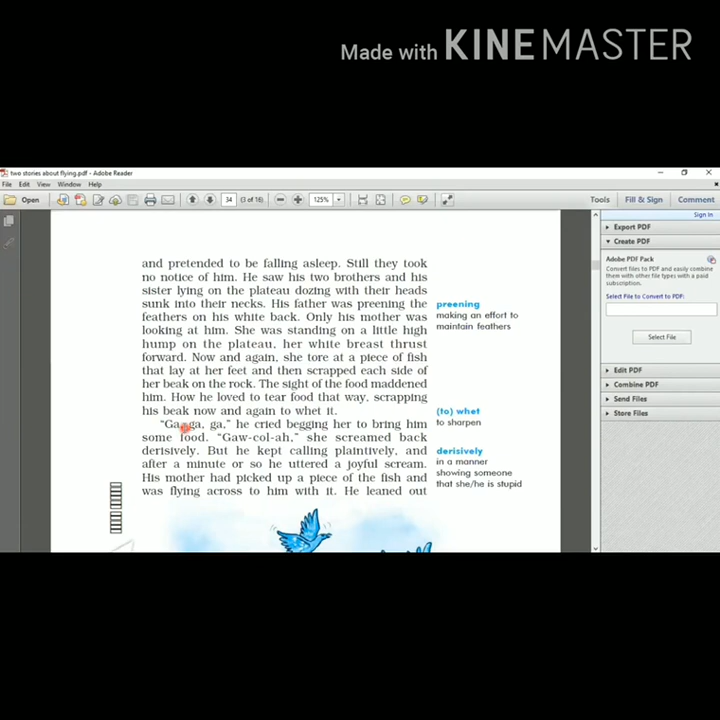 Made with KINEMASTER
two stories about flying.pdf - Adobe Reader
File Edit View Window Help
Open 34 (3 of 16) 125% Tools Fill & Sign Comment
Sign In
Export PDF
Create PDF
Adobe PDF Pack
Convert files to PDF and easily combine
them with other file types with a paid
subscription.
Select File to Convert to PDF:
Select File
Edit PDF
Combine PDF
Send Files
Store Files
and pretended to be falling asleep. Still they took
no notice of him. He saw his two brothers and his
sister lying on the plateau dozing with their heads
sunk into their necks. His father was preening the
feathers on his white back. Only his mother was
looking at him. She was standing on a little high
hump on the plateau, her white breast thrust
forward. Now and again, she tore at a piece of fish
that lay at her feet and then scrapped each side of
her beak on the rock. The sight of the food maddened
him. How he loved to tear food that way, scrapping
his beak now and again to whet it.
“Ga, ga, ga,” he cried begging her to bring him
some food. “Gaw-col-ah,” she screamed back
derisively. But he kept calling plaintively, and
after a minute or so he uttered a joyful scream.
His mother had picked up a piece of the fish and
was flying across to him with it. He leaned out
preening
making an effort to
maintain feathers
(to) whet
to sharpen
derisively
in a manner
showing someone
that she/he is stupid